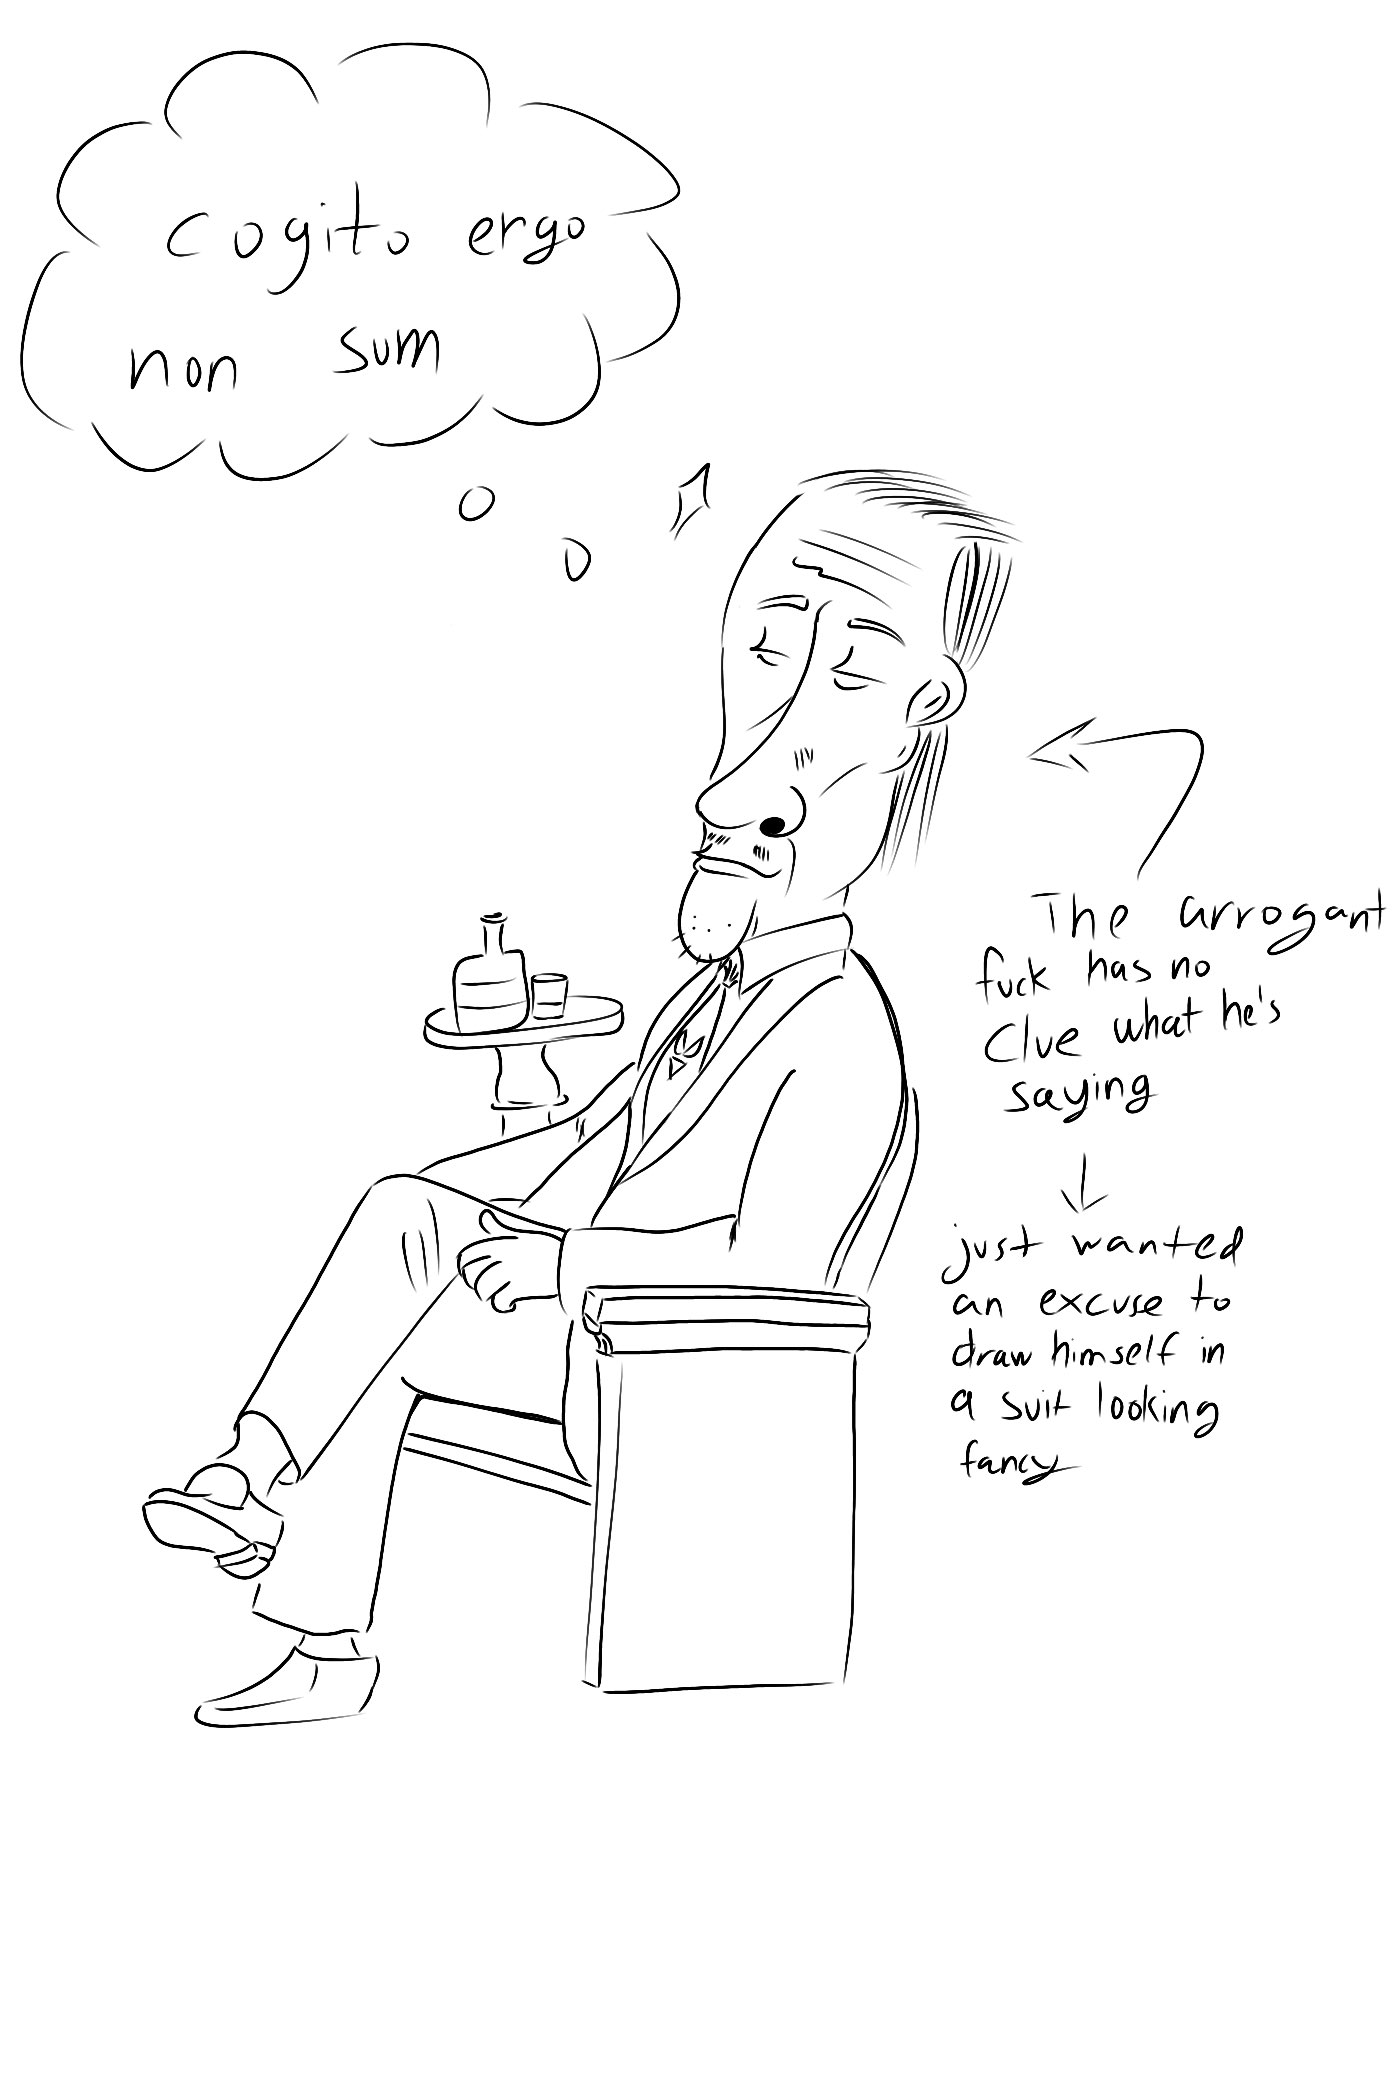 cogito ergo
non sum
The arrogant
fuck has no
Clue what he's
saying
just wanted
an excuse to
draw himself in
a suit looking
fancy